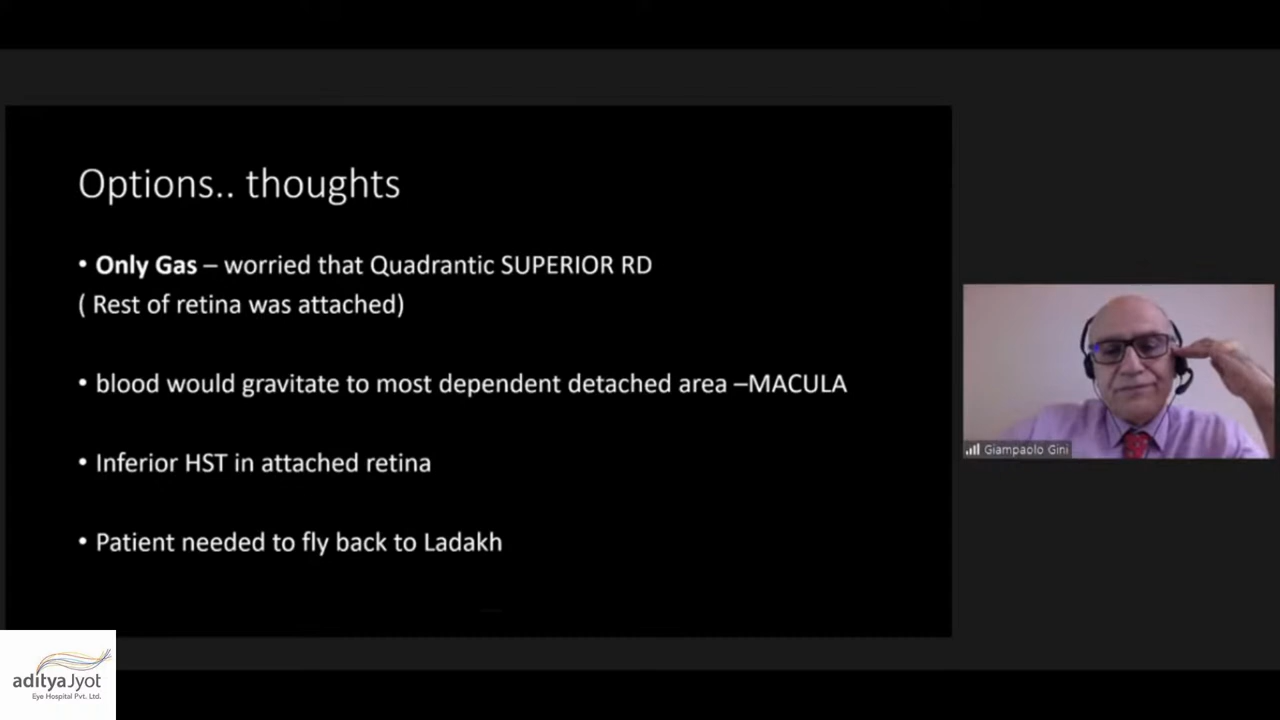 Options.. thoughts
• Only Gas – worried that Quadrantic SUPERIOR RD
( Rest of retina was attached)
• blood would gravitate to most dependent detached area –MACULA
• Inferior HST in attached retina
• Patient needed to fly back to Ladakh
Giampaolo Gini
adityaJyot
Eye Hospital Pvt. Ltd.